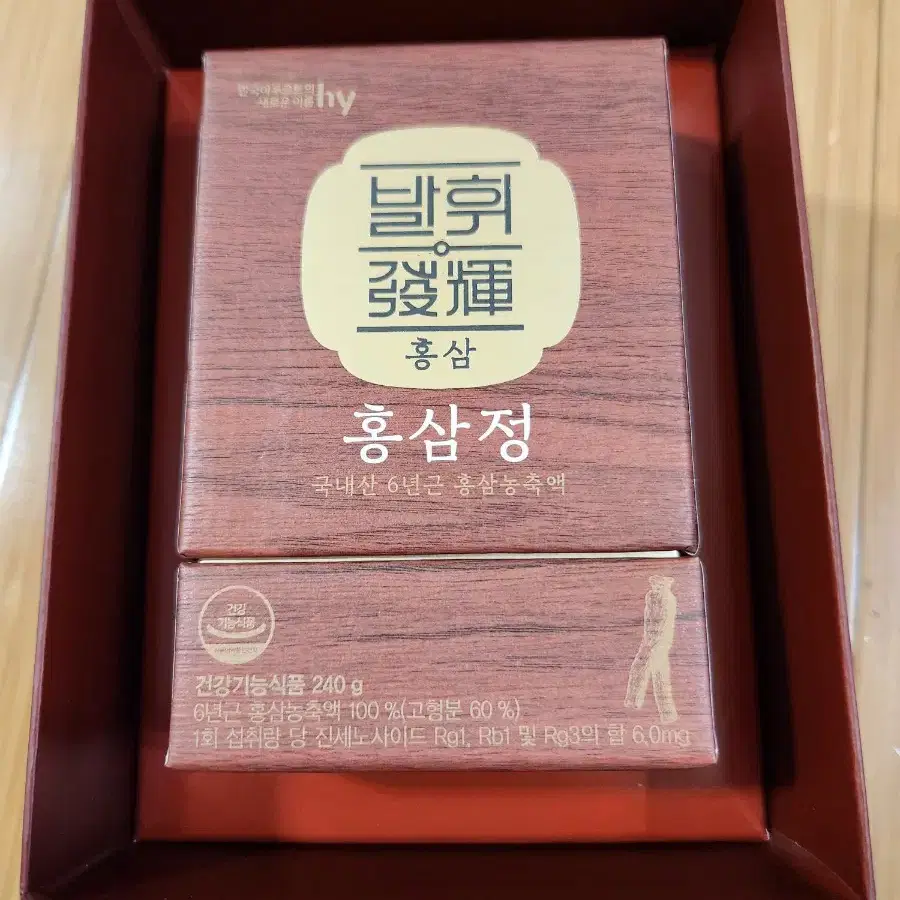 한국야쿠르트의
새로운 이름 hy
발휘
發輝
홍삼
홍삼정
국내산 6년근 홍삼농축액
건강
기능식품
건강기능식품 240 g
6년근 홍삼농축액 100 %(고형분 60 %)
1회 섭취량 당 진세노사이드 Rg1, Rb1 및 Rg3의 합 6.0mg